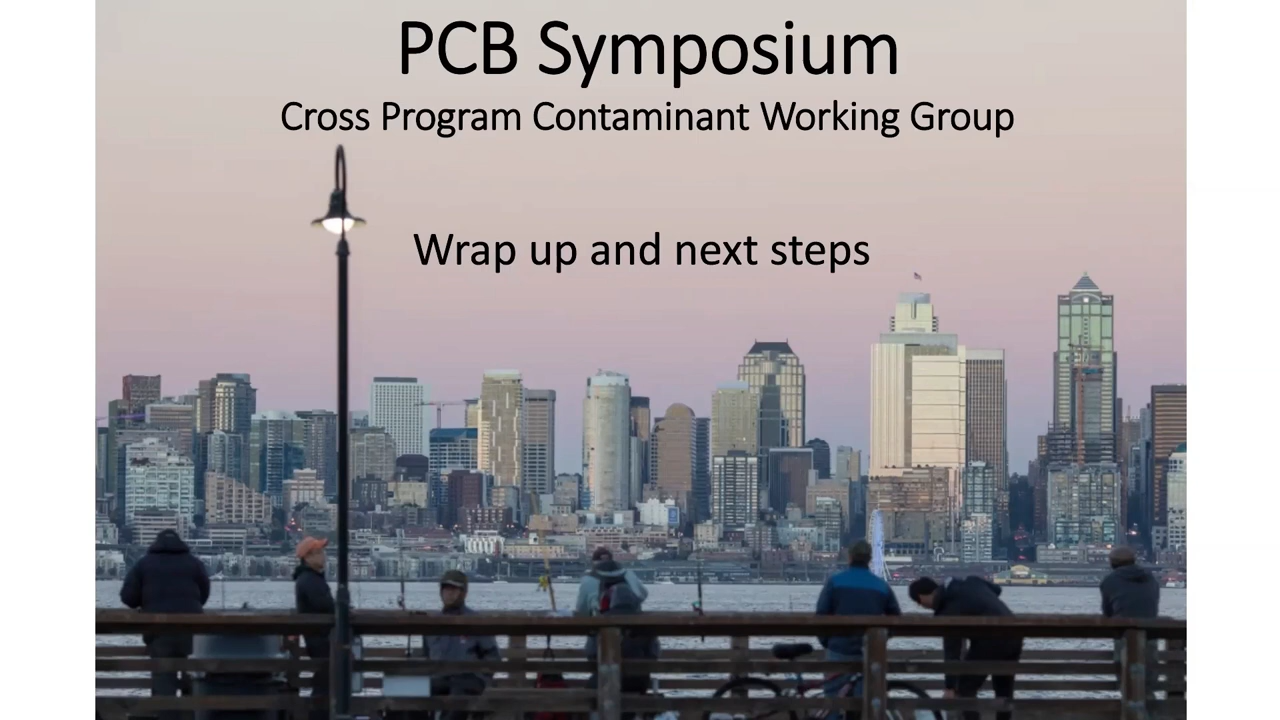 PCB Symposium
Cross Program Contaminant Working Group
Wrap up and next steps